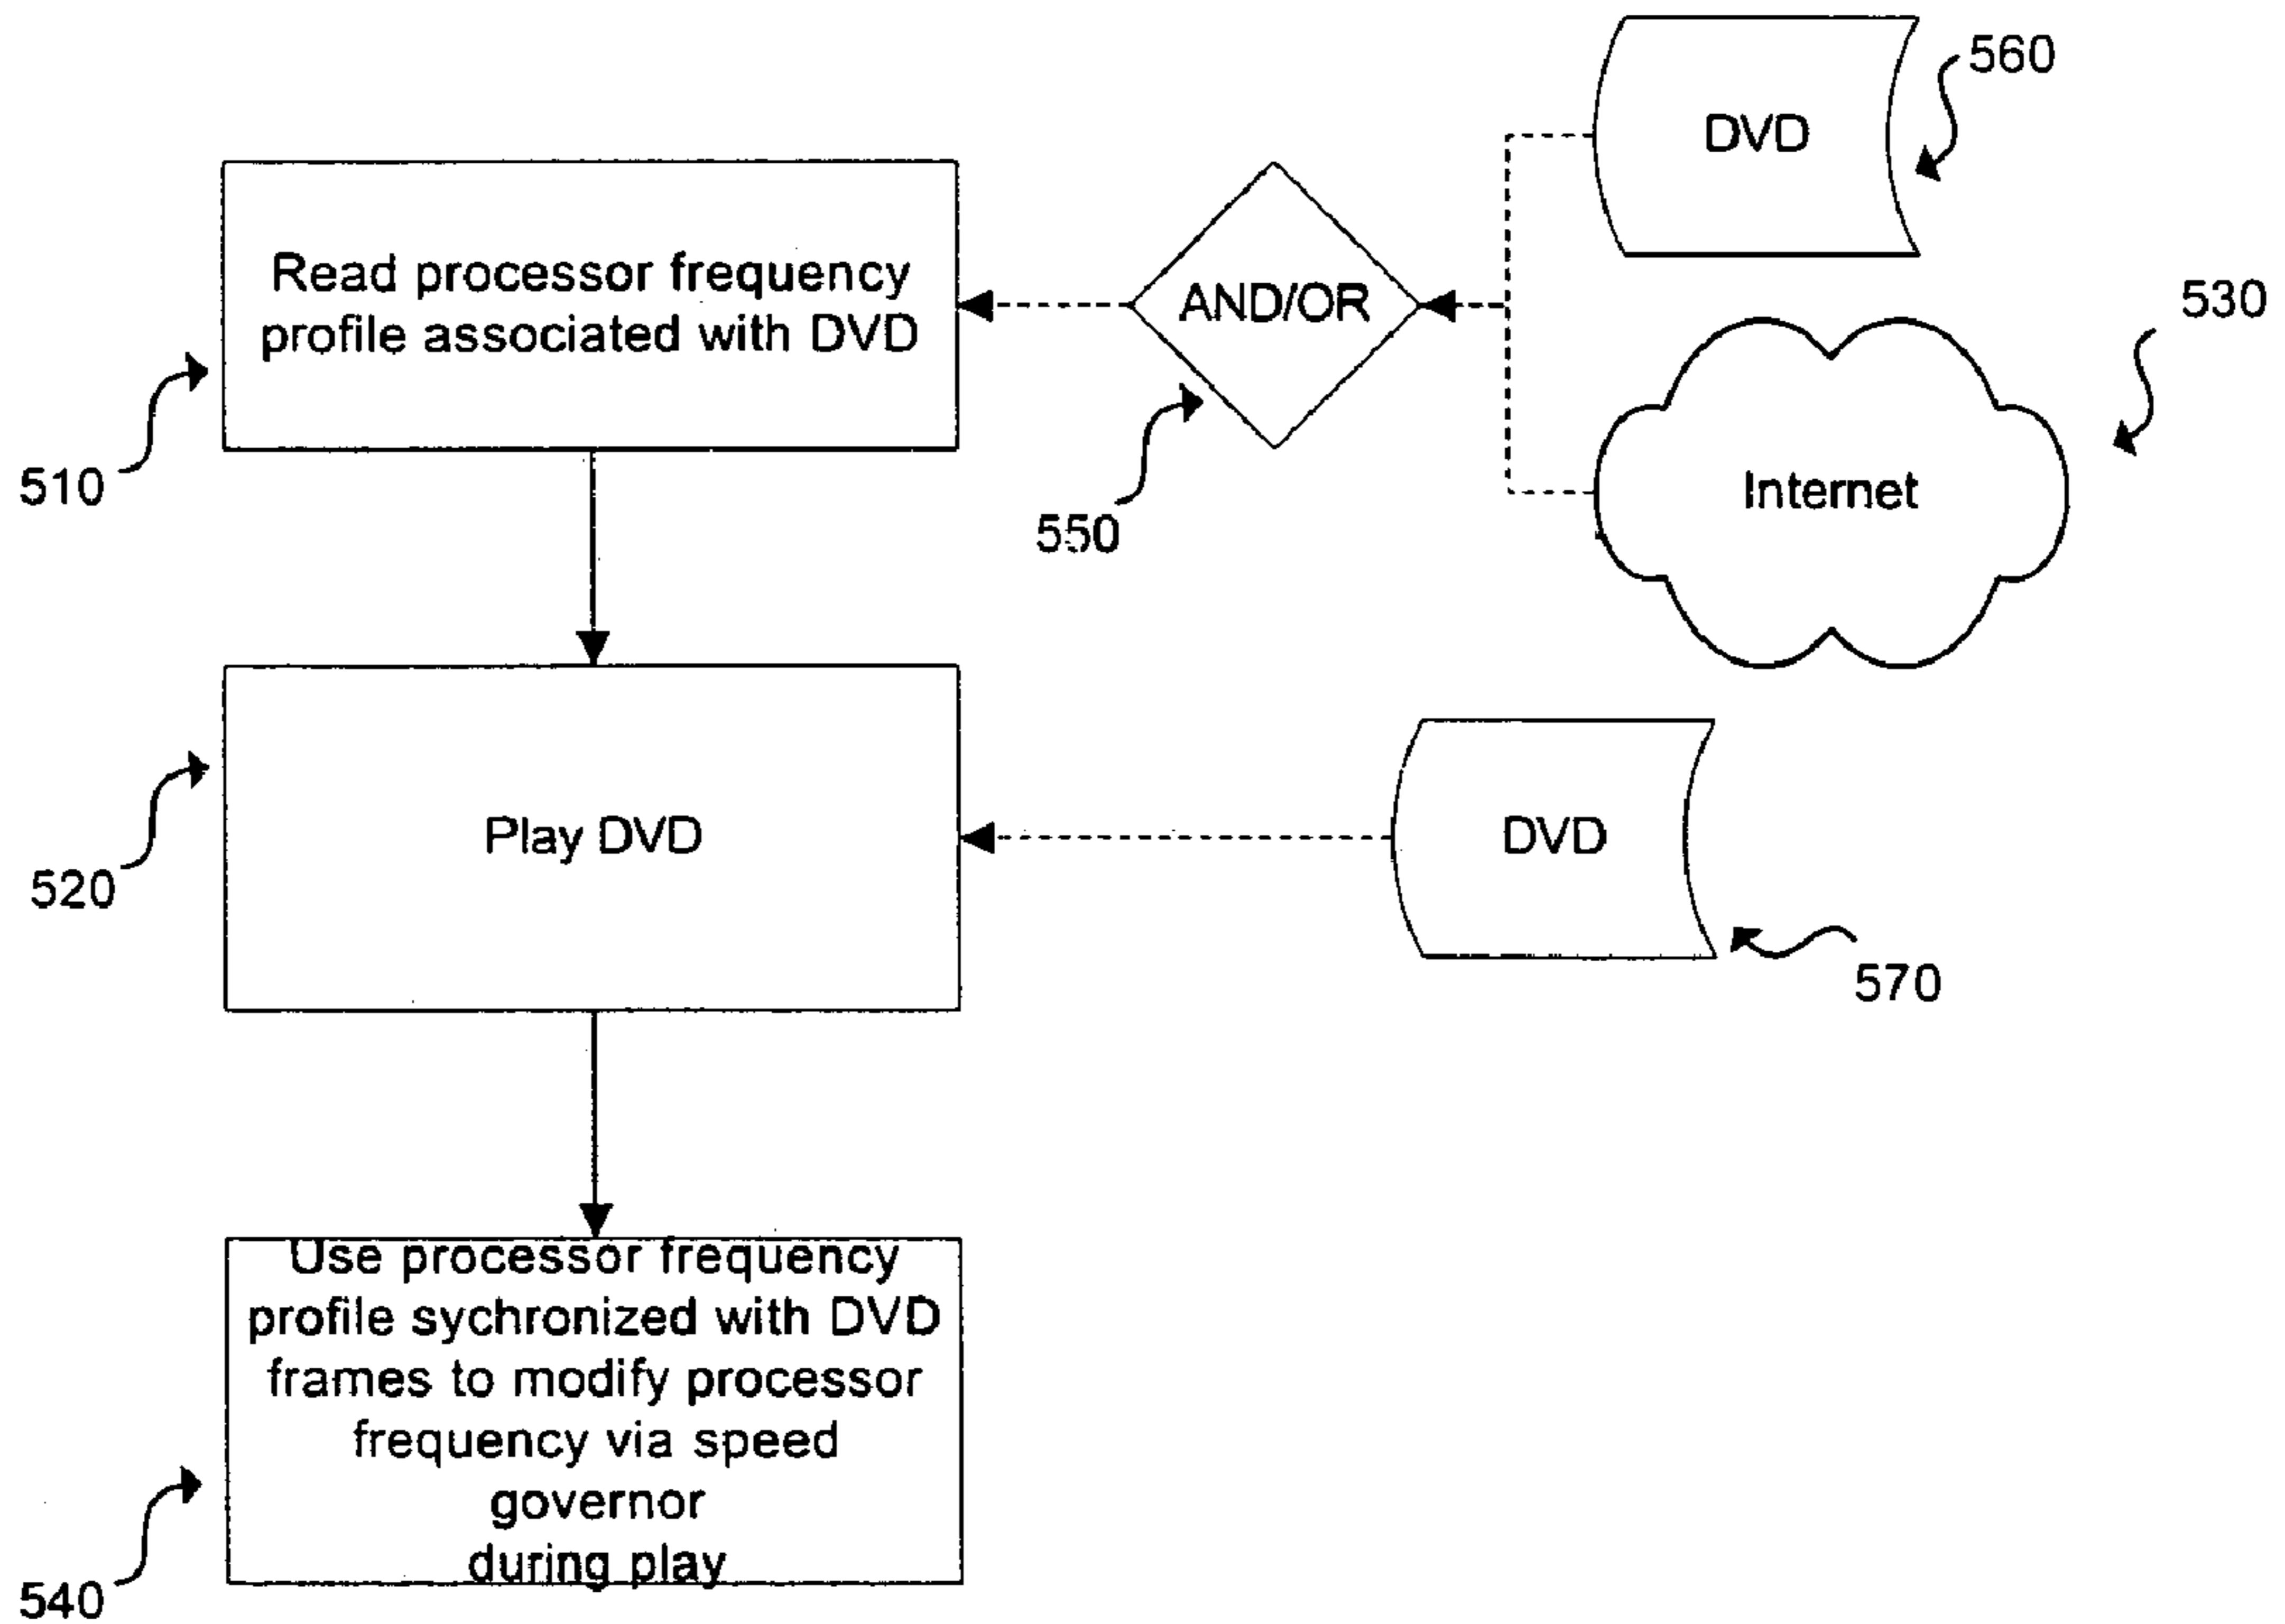 DVD
560
530
Read processor frequency
profile associated with DVD
AND/OR
Internet
510
550
Play DVD
DVD
520
570
Use processor frequency
profile sychronized with DVD
frames to modify processor
frequency via speed
governor
during play
540